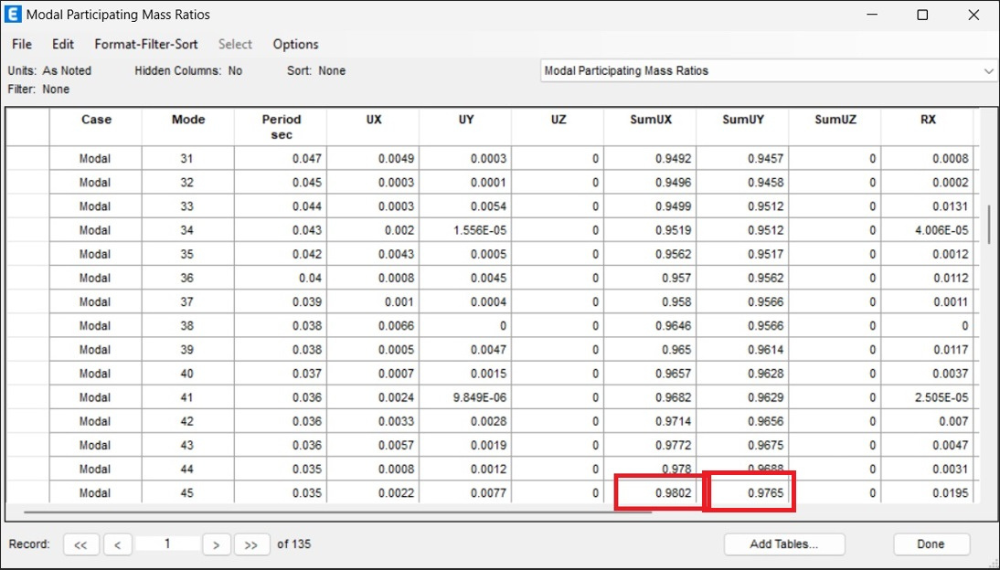 E Modal Participating Mass Ratios
File Edit Format-Filter-Sort Select Options
Units: As Noted Hidden Columns: No Sort: None Modal Participating Mass Ratios
Filter: None
Case Mode Period sec UX UY UZ SumUX SumUY SumUZ RX
Modal 31 0.047 0.0049 0.0003 0 0.9492 0.9457 0 0.0008
Modal 32 0.045 0.0003 0.0001 0 0.9496 0.9458 0 0.0002
Modal 33 0.044 0.0003 0.0054 0 0.9499 0.9512 0 0.0131
Modal 34 0.043 0.002 1.556E-05 0 0.9519 0.9512 0 4.006E-05
Modal 35 0.042 0.0043 0.0005 0 0.9562 0.9517 0 0.0012
Modal 36 0.04 0.0008 0.0045 0 0.957 0.9562 0 0.0112
Modal 37 0.039 0.001 0.0004 0 0.958 0.9566 0 0.0011
Modal 38 0.038 0.0066 0 0 0.9646 0.9566 0 0
Modal 39 0.038 0.0005 0.0047 0 0.965 0.9614 0 0.0117
Modal 40 0.037 0.0007 0.0015 0 0.9657 0.9628 0 0.0037
Modal 41 0.036 0.0024 9.849E-06 0 0.9682 0.9629 0 2.505E-05
Modal 42 0.036 0.0033 0.0028 0 0.9714 0.9656 0 0.007
Modal 43 0.036 0.0057 0.0019 0 0.9772 0.9675 0 0.0047
Modal 44 0.035 0.0008 0.0012 0 0.978 0.9688 0 0.0031
Modal 45 0.035 0.0022 0.0077 0 0.9802 0.9765 0 0.0195
Record: << < 1 > >> of 135 Add Tables... Done